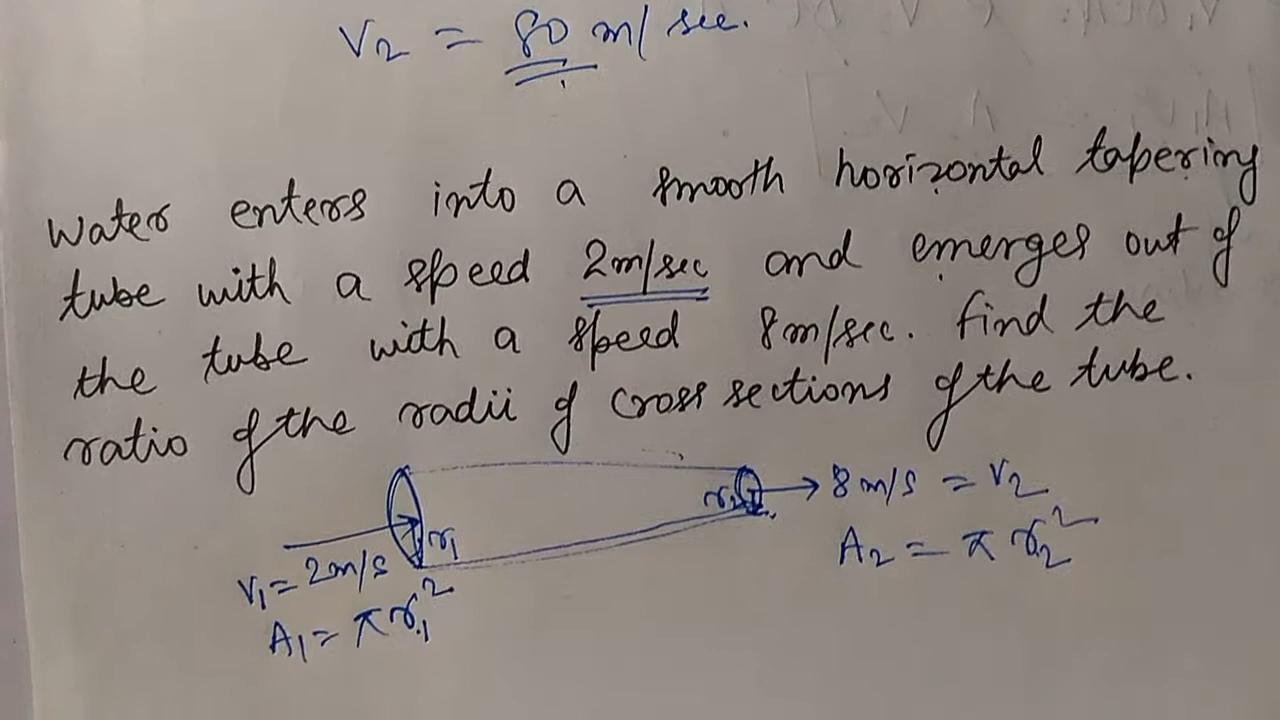 V₂ = 80 m/sec.
Water enters into a smooth horizontal tapering
tube with a speed 2m/sec and emerges out of
the tube with a speed 8m/sec. find the
ratio of the radii of cross sections of the tube.
r₂ → 8 m/s = V₂
r₁
V₁ = 2m/s
A₂ = π r₂²
A₁ = π r₁²